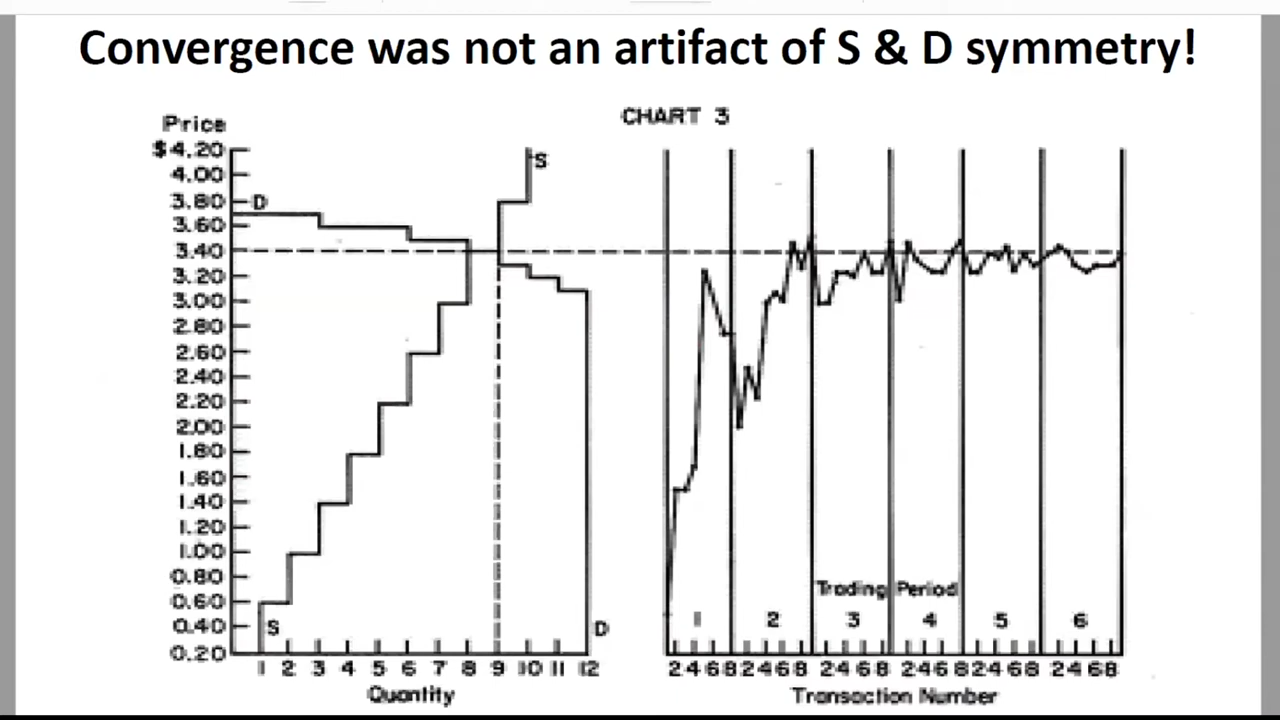 Convergence was not an artifact of S & D symmetry!
CHART 3
Price
$4.20
4.00
3.80
3.60
3.40
3.20
3.00
2.80
2.60
2.40
2.20
2.00
1.80
1.60
1.40
1.20
1.00
0.80
0.60
0.40
0.20
D
S
S
D
1 2 3 4 5 6 7 8 9 10 11 12
Quantity
Trading Period
1 2 3 4 5 6
2 4 6 8 2 4 6 8 2 4 6 8 2 4 6 8 2 4 6 8 2 4 6 8
Transaction Number